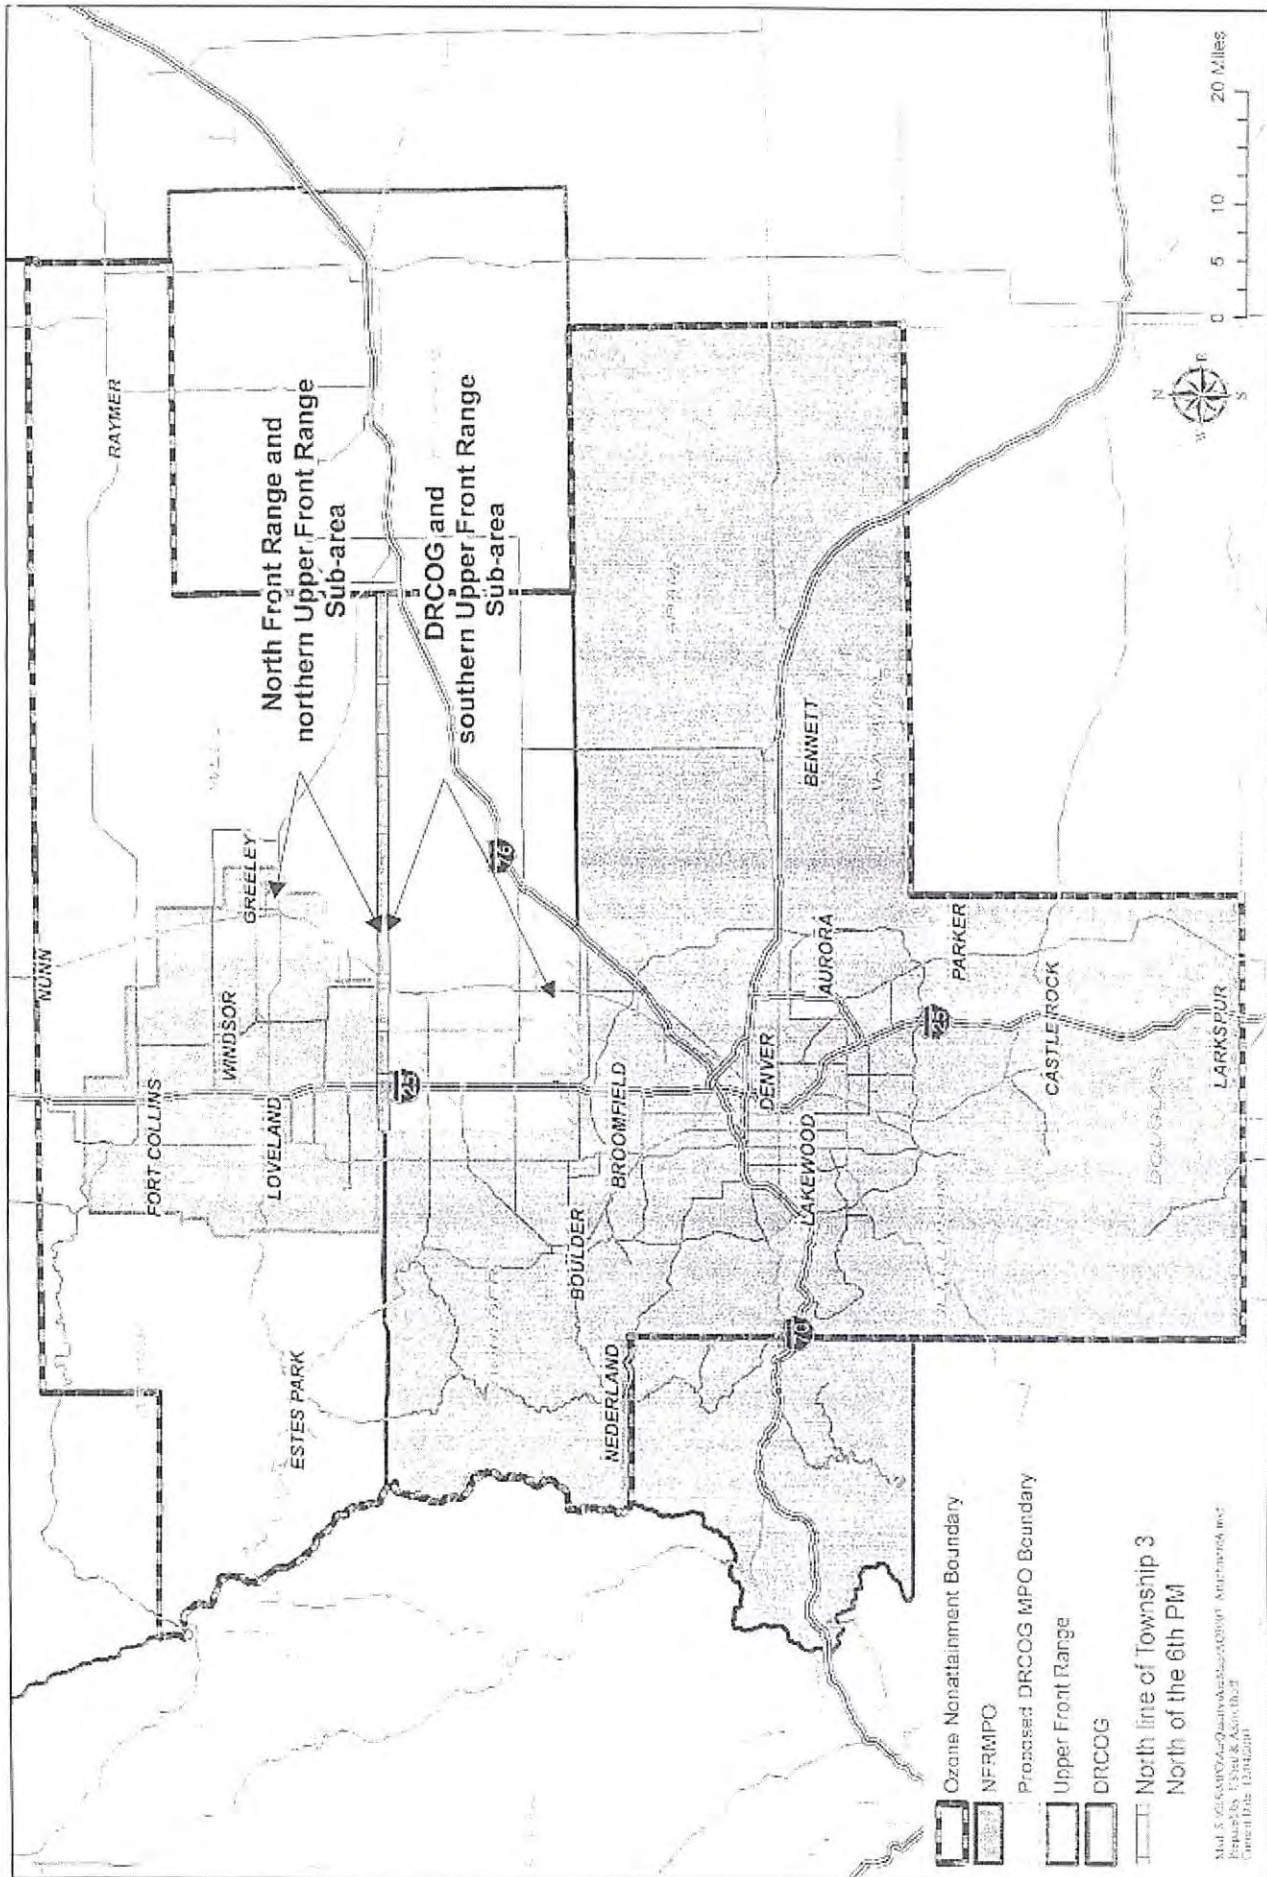 NUNN
RAYMER
FORT COLLINS
WINDSOR
GREELEY
LOVELAND
ESTES PARK
North Front Range and
northern Upper Front Range
Sub-area
DRCOG and
southern Upper Front Range
Sub-area
25
76
BOULDER
BROOMFIELD
NEDERLAND
DENVER
LAKEWOOD
AURORA
BENNETT
70
225
PARKER
CASTLE ROCK
DOUGLAS
LARKSPUR
N
E
S
W
0 5 10 20 Miles
Ozone Nonattainment Boundary
NFRMPO
Proposed DRCOG MPO Boundary
Upper Front Range
DRCOG
North line of Township 3
North of the 6th PM